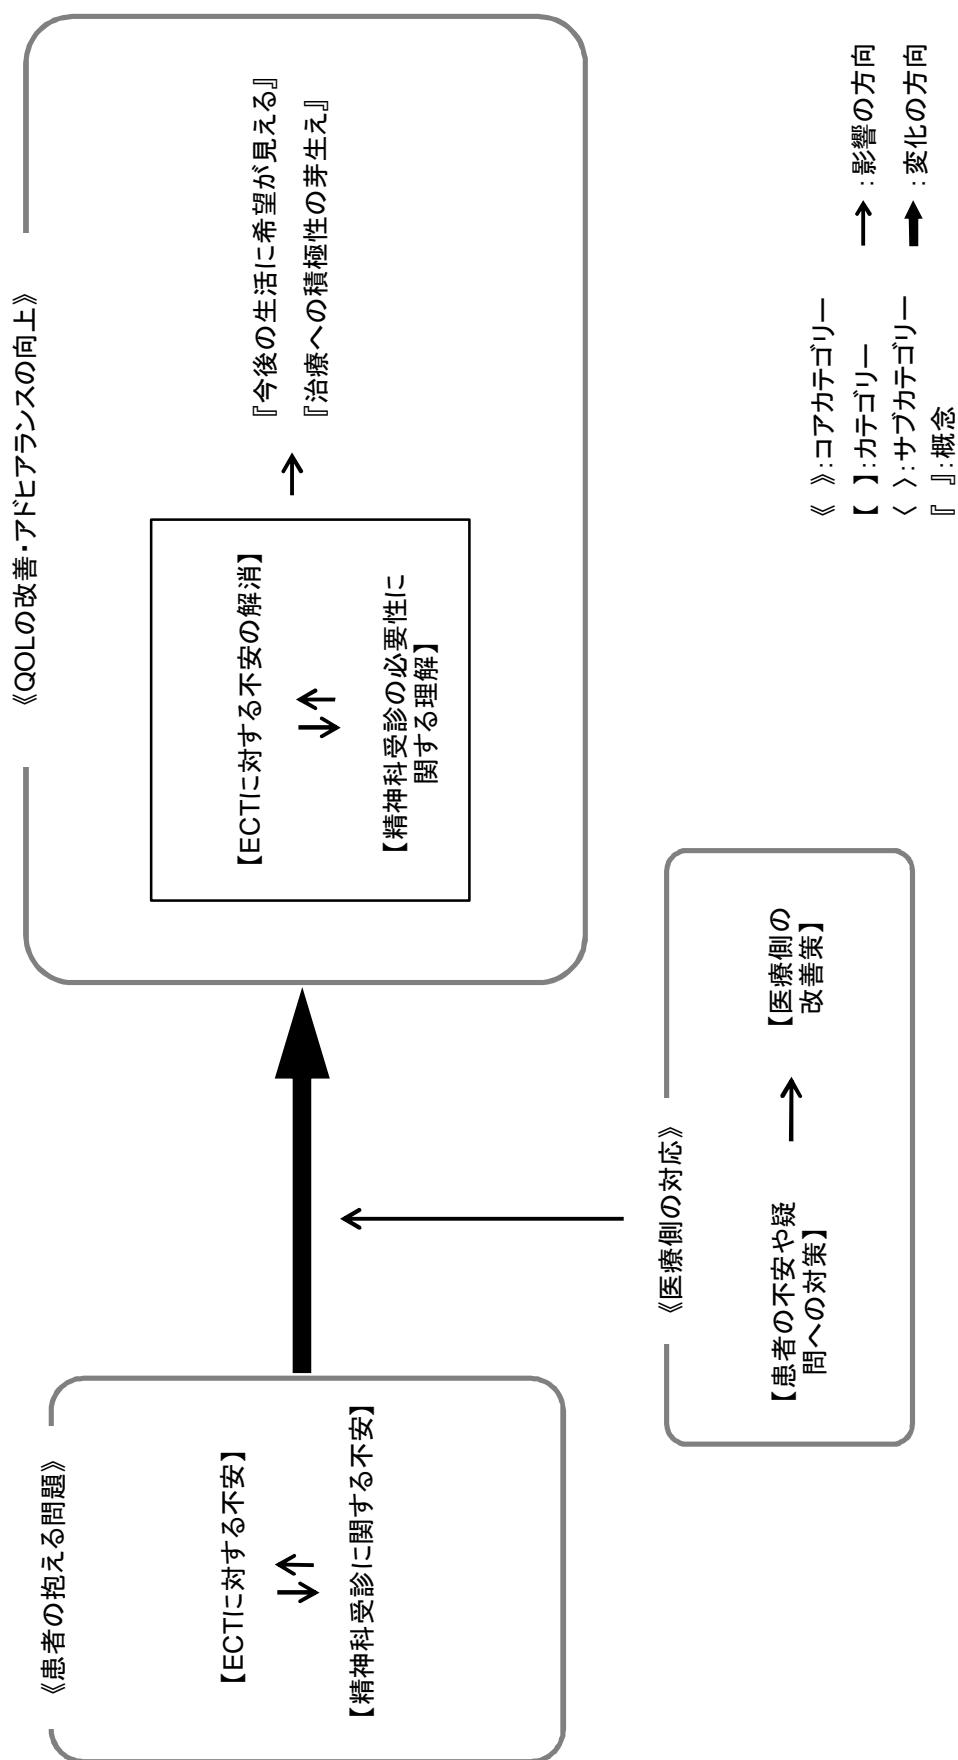 《患者の抱える問題》
【ECTに対する不安】
【精神科受診に関する不安】
《QOLの改善・アドヒアランスの向上》
【ECTに対する不安の解消】
【精神科受診の必要性に
関する理解】
『今後の生活に希望が見える』
『治療への積極性の芽生え』
《医療側の対応》
【患者の不安や疑
問への対策】
【医療側の
改善策】
《 》:コアカテゴリー
【 】:カテゴリー
〈 〉:サブカテゴリー
『 』:概念
→:影響の方向
➡:変化の方向